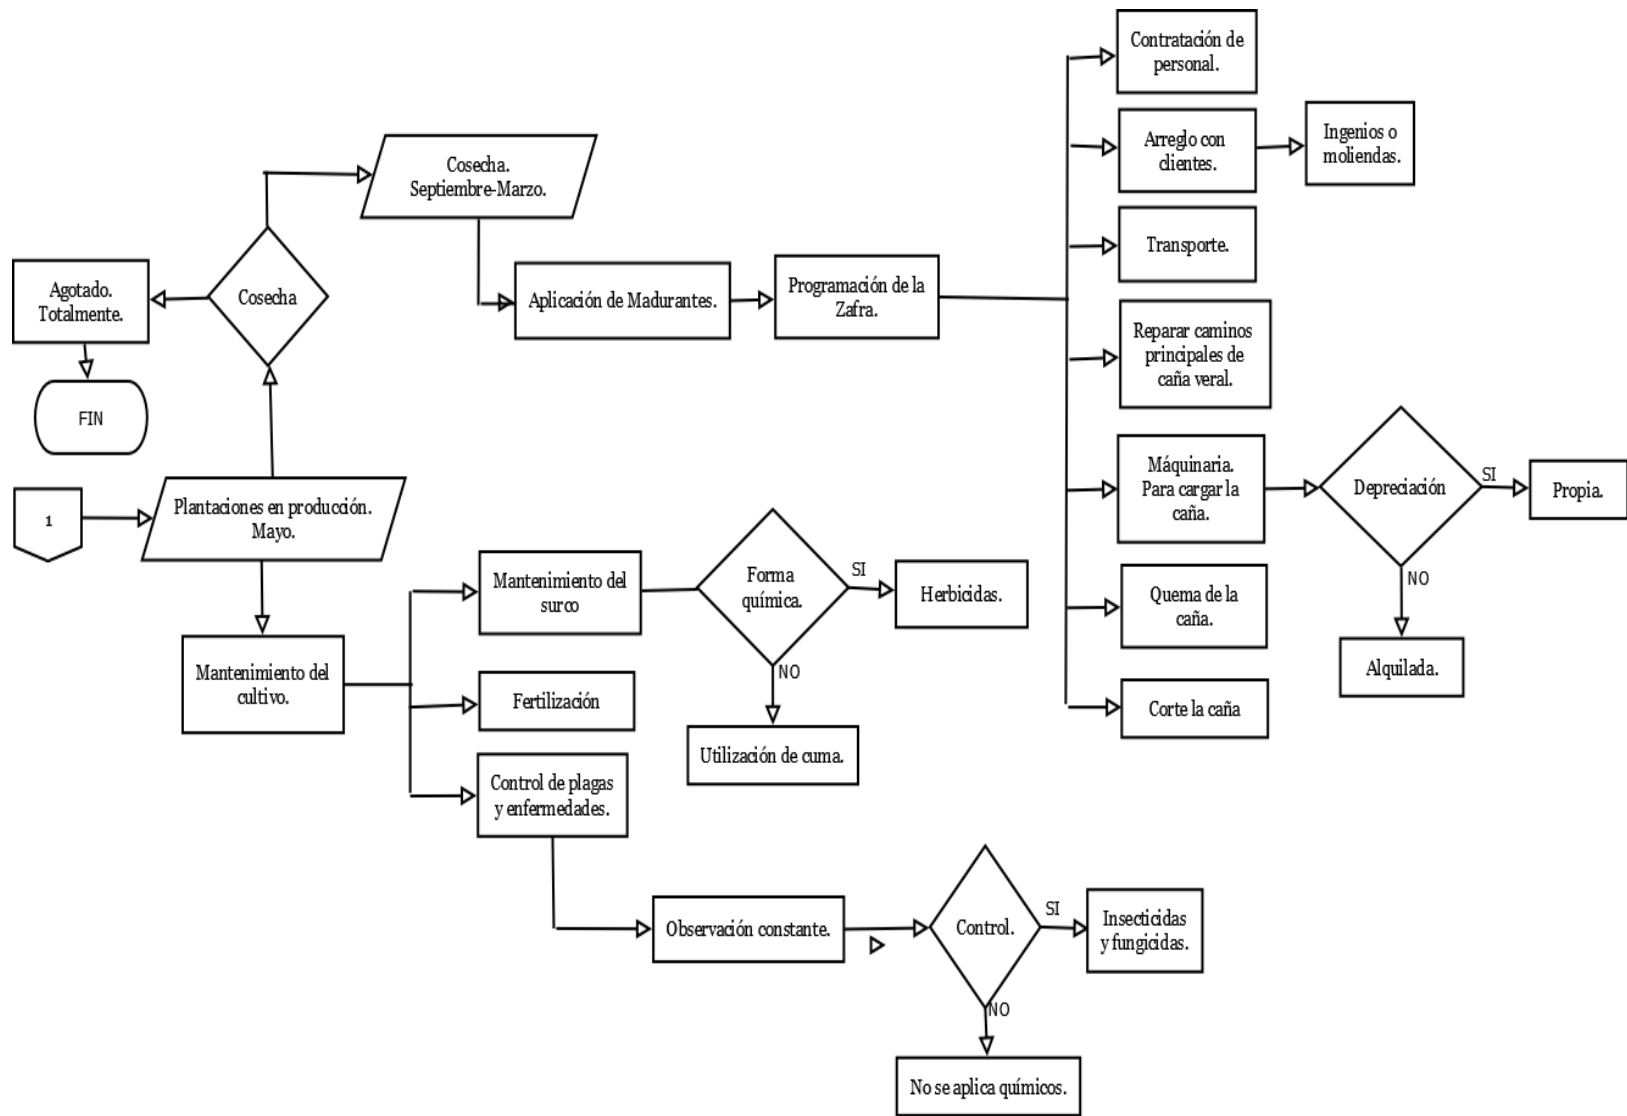 Contratación de
personal.
Arreglo con
clientes.
Ingenios o
moliendas.
Cosecha.
Septiembre-Marzo.
Transporte.
Agotado.
Totalmente.
Cosecha
Aplicación de Madurantes.
Programación de la
Zafra.
Reparar caminos
principales de
caña veral.
FIN
Máquinaria.
Para cargar la
caña.
Depreciación
SI
Propia.
NO
Alquilada.
1
Plantaciones en producción.
Mayo.
Quema de la
caña.
Corte la caña
Mantenimiento del
cultivo.
Mantenimiento del
surco
Forma
química.
SI
Herbicidas.
NO
Utilización de cuma.
Fertilización
Control de plagas
y enfermedades.
Observación constante.
Control.
SI
Insecticidas
y fungicidas.
NO
No se aplica químicos.